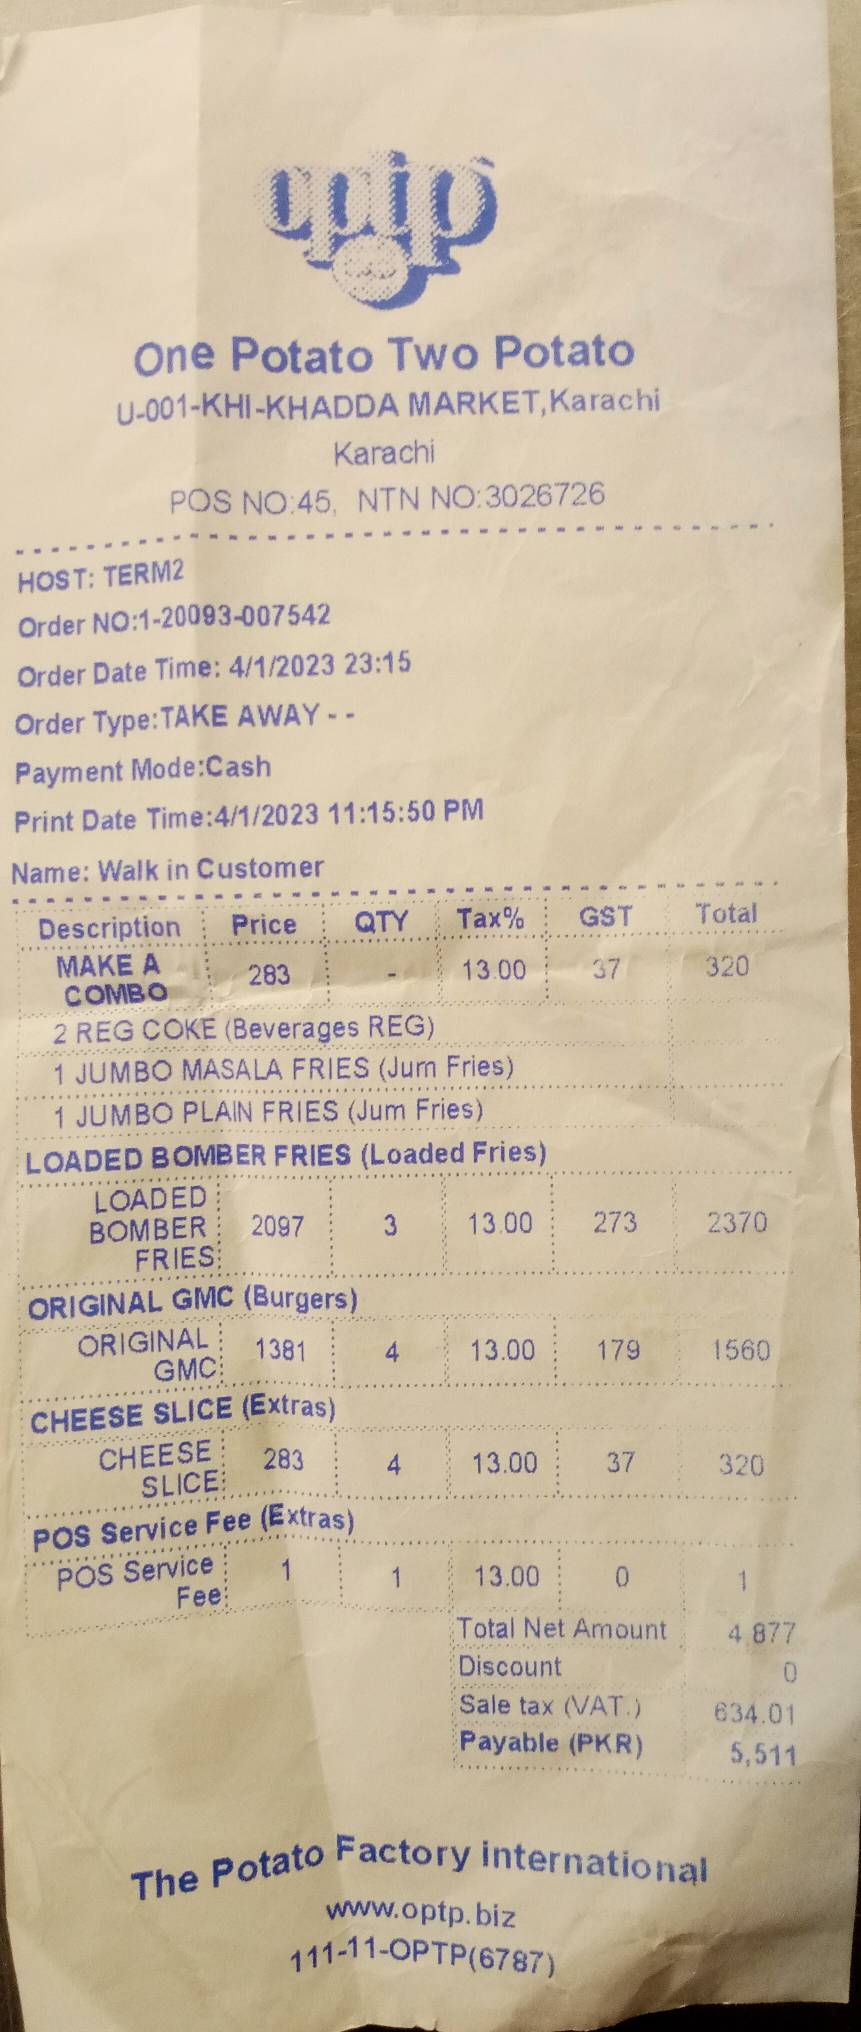 optp
One Potato Two Potato
U-001-KHI-KHADDA MARKET,Karachi
Karachi
POS NO:45, NTN NO:3026726
HOST: TERM2
Order NO:1-20093-007542
Order Date Time: 4/1/2023 23:15
Order Type:TAKE AWAY - -
Payment Mode:Cash
Print Date Time:4/1/2023 11:15:50 PM
Name: Walk in Customer
Description Price QTY Tax% GST Total
MAKE A COMBO 283 - 13.00 37 320
2 REG COKE (Beverages REG)
1 JUMBO MASALA FRIES (Jum Fries)
1 JUMBO PLAIN FRIES (Jum Fries)
LOADED BOMBER FRIES (Loaded Fries)
LOADED BOMBER FRIES 2097 3 13.00 273 2370
ORIGINAL GMC (Burgers)
ORIGINAL GMC 1381 4 13.00 179 1560
CHEESE SLICE (Extras)
CHEESE SLICE 283 4 13.00 37 320
POS Service Fee (Extras)
POS Service Fee 1 1 13.00 0 1
Total Net Amount 4 877
Discount 0
Sale tax (VAT.) 634.01
Payable (PKR) 5,511
The Potato Factory international
www.optp.biz
111-11-OPTP(6787)